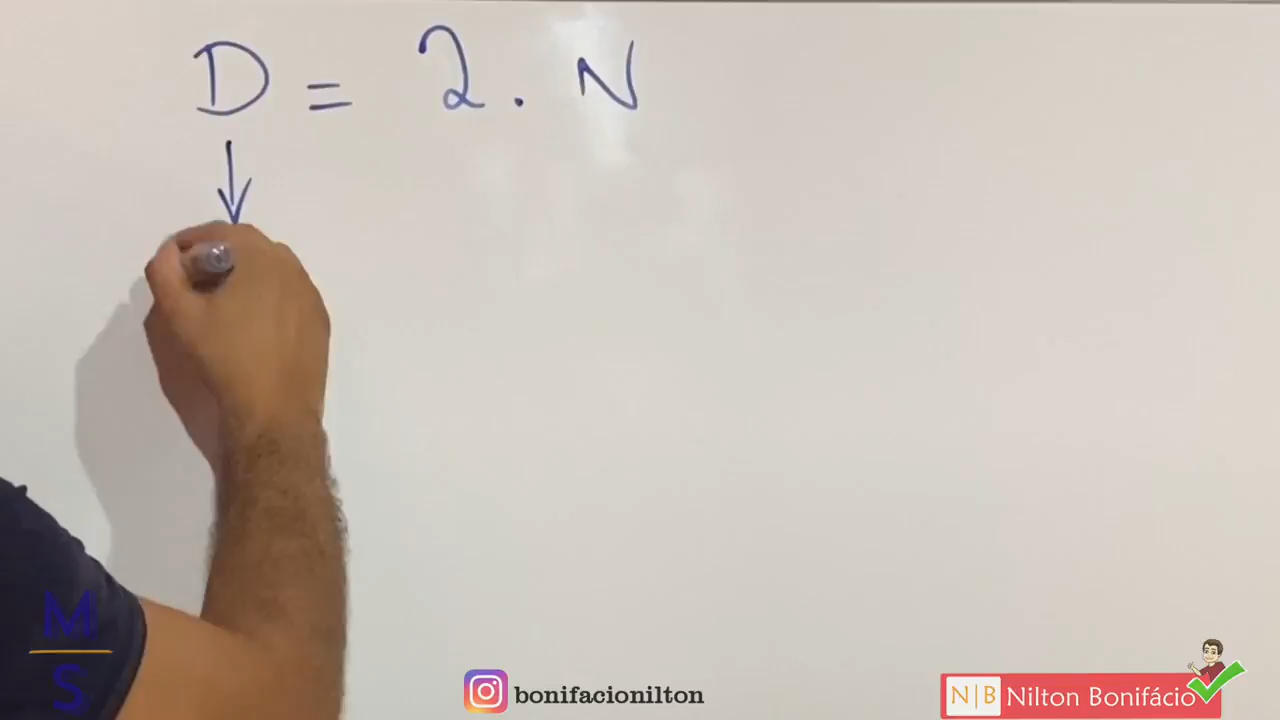 D = 2 . N
M
S
bonifacionilton
N|B Nilton Bonifácio